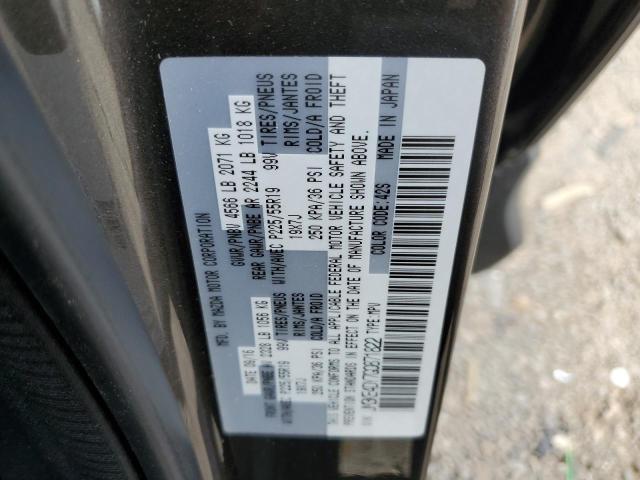 MFD. BY MAZDA MOTOR CORPORATION
DATE 09/16 GVWR/PNBV 4566 LB 2071 KG
FRONT GAWR/PNBE AV 2328 LB 1056 KG REAR GAWR/PNBE AR 2244 LB 1018 KG
WITH/AVEC P225/55R19 99V TIRES/PNEUS WITH/AVEC P225/55R19 99V TIRES/PNEUS
19X7J RIMS/JANTES 19X7J RIMS/JANTES
250 KPA/36 PSI COLD/A FROID 250 KPA/36 PSI COLD/A FROID
THIS VEHICLE CONFORMS TO ALL APPLICABLE FEDERAL MOTOR VEHICLE SAFETY AND THEFT
PREVENTION STANDARDS IN EFFECT ON THE DATE OF MANUFACTURE SHOWN ABOVE.
TYPE: MPV COLOR CODE: 42S MADE IN JAPAN